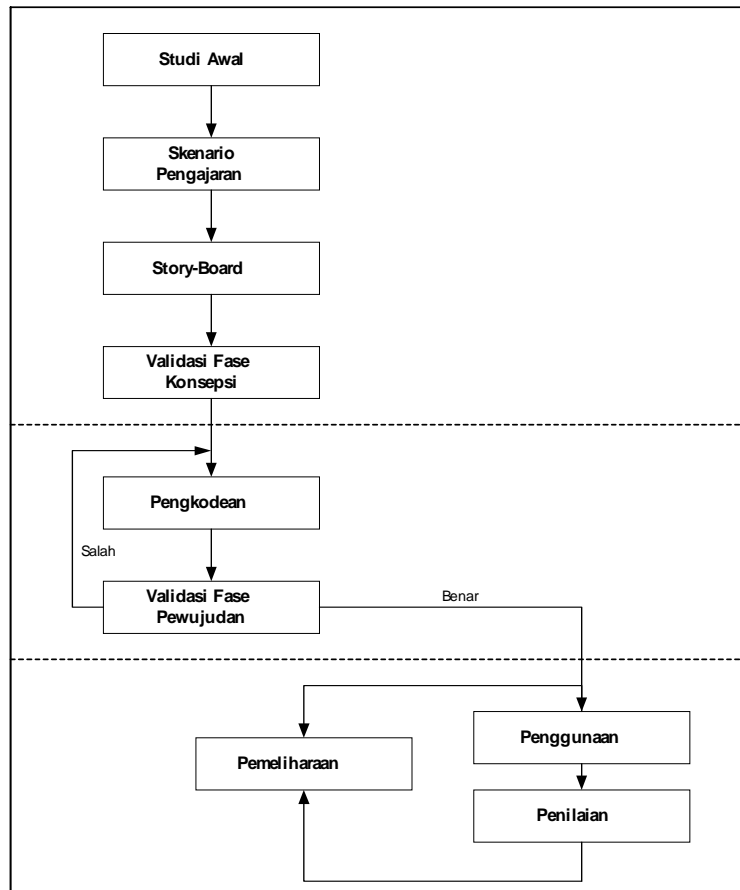 Studi Awal
Skenario
Pengajaran
Story-Board
Validasi Fase
Konsepsi
Pengkodean
Salah
Validasi Fase
Pewujudan
Benar
Penggunaan
Pemeliharaan
Penilaian